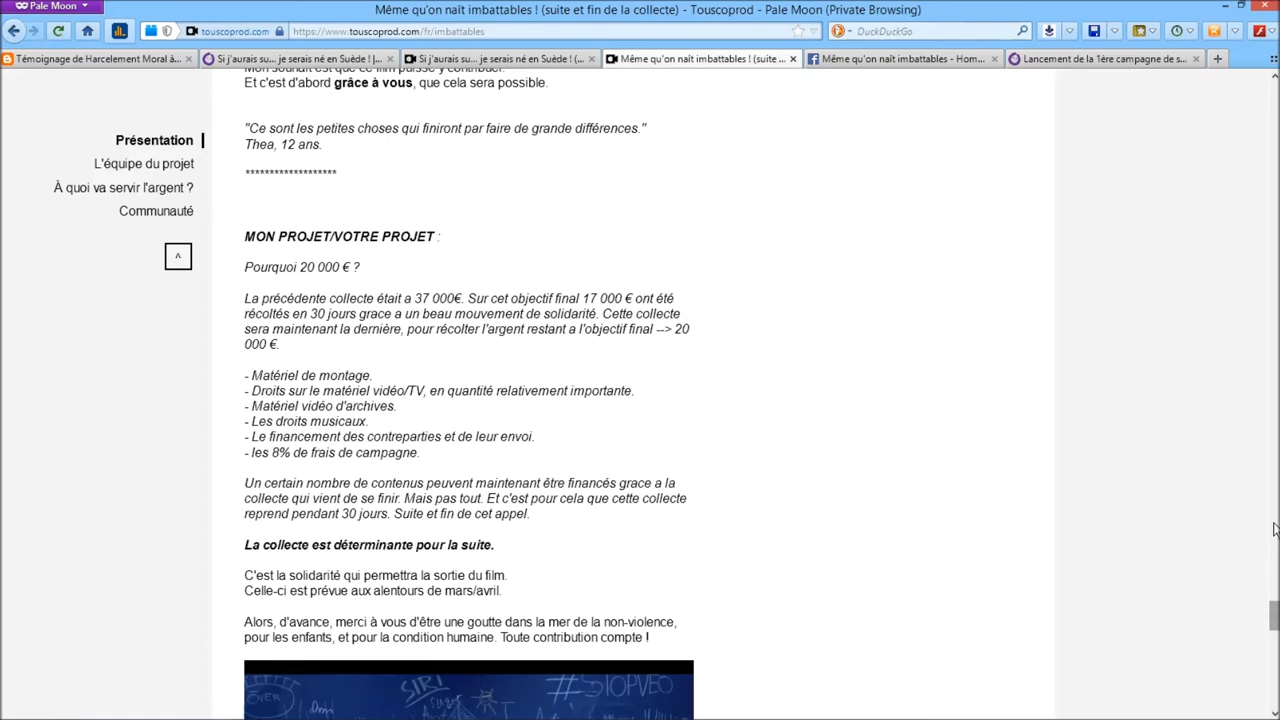 Pale Moon
Même qu'on naît imbattables ! (suite et fin de la collecte) - Touscoprod - Pale Moon (Private Browsing)
touscoprod.com
https://www.touscoprod.com/fr/imbattables
DuckDuckGo
Témoignage de Harcelement Moral à...
Si j'aurais su... je serais né en Suède ! |...
Si j'aurais su... je serais né en Suède ! (...
Même qu'on naît imbattables ! (suite ...
Même qu'on naît imbattables - Hom...
Lancement de la 1ère campagne de s...
Mon souhait est que ce film puisse y contribuer.
Et c'est d'abord grâce à vous, que cela sera possible.
"Ce sont les petites choses qui finiront par faire de grande différences."
Thea, 12 ans.
*******************
Présentation
L'équipe du projet
À quoi va servir l'argent ?
Communauté
^
MON PROJET/VOTRE PROJET :
Pourquoi 20 000 € ?
La précédente collecte était a 37 000€. Sur cet objectif final 17 000 € ont été
récoltés en 30 jours grace a un beau mouvement de solidarité. Cette collecte
sera maintenant la dernière, pour récolter l'argent restant a l'objectif final --> 20
000 €.
- Matériel de montage.
- Droits sur le matériel vidéo/TV, en quantité relativement importante.
- Matériel vidéo d'archives.
- Les droits musicaux.
- Le financement des contreparties et de leur envoi.
- les 8% de frais de campagne.
Un certain nombre de contenus peuvent maintenant être financés grace a la
collecte qui vient de se finir. Mais pas tout. Et c'est pour cela que cette collecte
reprend pendant 30 jours. Suite et fin de cet appel.
La collecte est déterminante pour la suite.
C'est la solidarité qui permettra la sortie du film.
Celle-ci est prévue aux alentours de mars/avril.
Alors, d'avance, merci à vous d'être une goutte dans la mer de la non-violence,
pour les enfants, et pour la condition humaine. Toute contribution compte !
SIRI
#STOPVEO